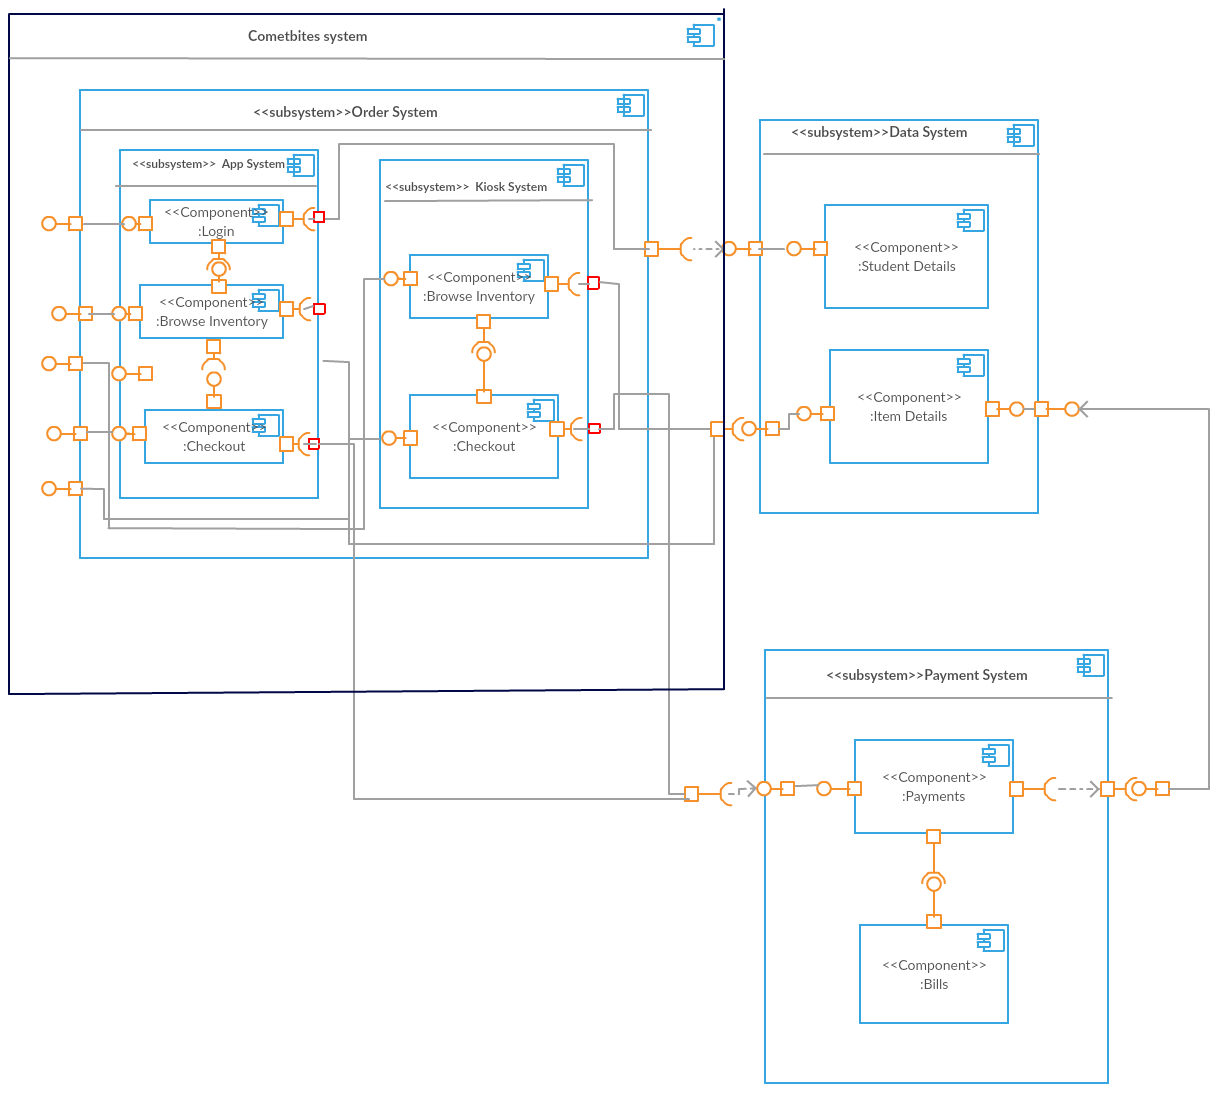 Cometbites system
<<subsystem>>Order System
<<subsystem>> App System
<<Component>>
:Login
<<Component>>
:Browse Inventory
<<Component>>
:Checkout
<<subsystem>> Kiosk System
<<Component>>
:Browse Inventory
<<Component>>
:Checkout
<<subsystem>>Data System
<<Component>>
:Student Details
<<Component>>
:Item Details
<<subsystem>>Payment System
<<Component>>
:Payments
<<Component>>
:Bills